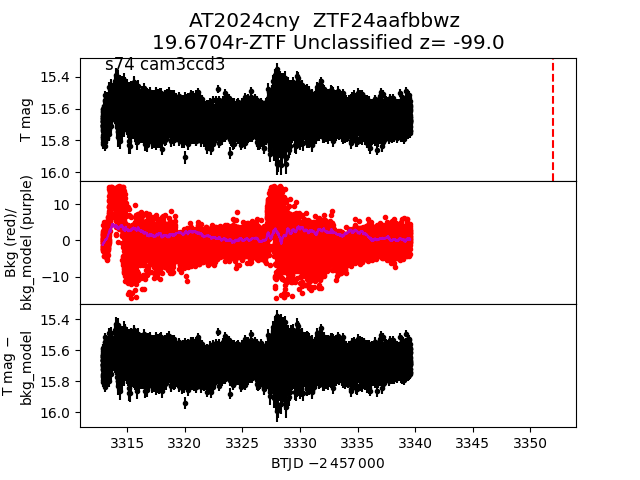 AT2024cny  ZTF24aafbbwz
19.6704r-ZTF Unclassified z= -99.0
s74 cam3ccd3
T mag
15.4
15.6
15.8
16.0
Bkg (red)/
bkg_model (purple)
10
0
−10
T mag −
bkg_model
15.4
15.6
15.8
16.0
3315 3320 3325 3330 3335 3340 3345 3350
BTJD −2 457 000